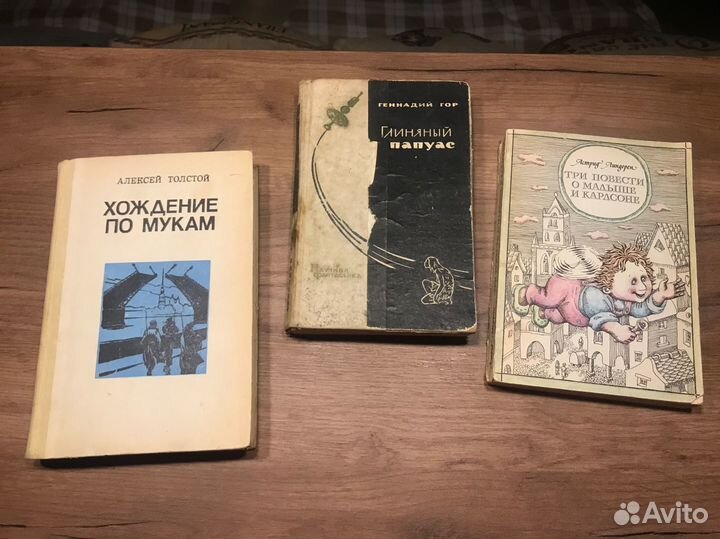 АЛЕКСЕЙ ТОЛСТОЙ
ХОЖДЕНИЕ
ПО МУКАМ
ГЕННАДИЙ ГОР
Глиняный
папуас
Научная
фантастика
Астрид Линдгрен
ТРИ ПОВЕСТИ
О МАЛЫШЕ
И КАРЛСОНЕ
Avito